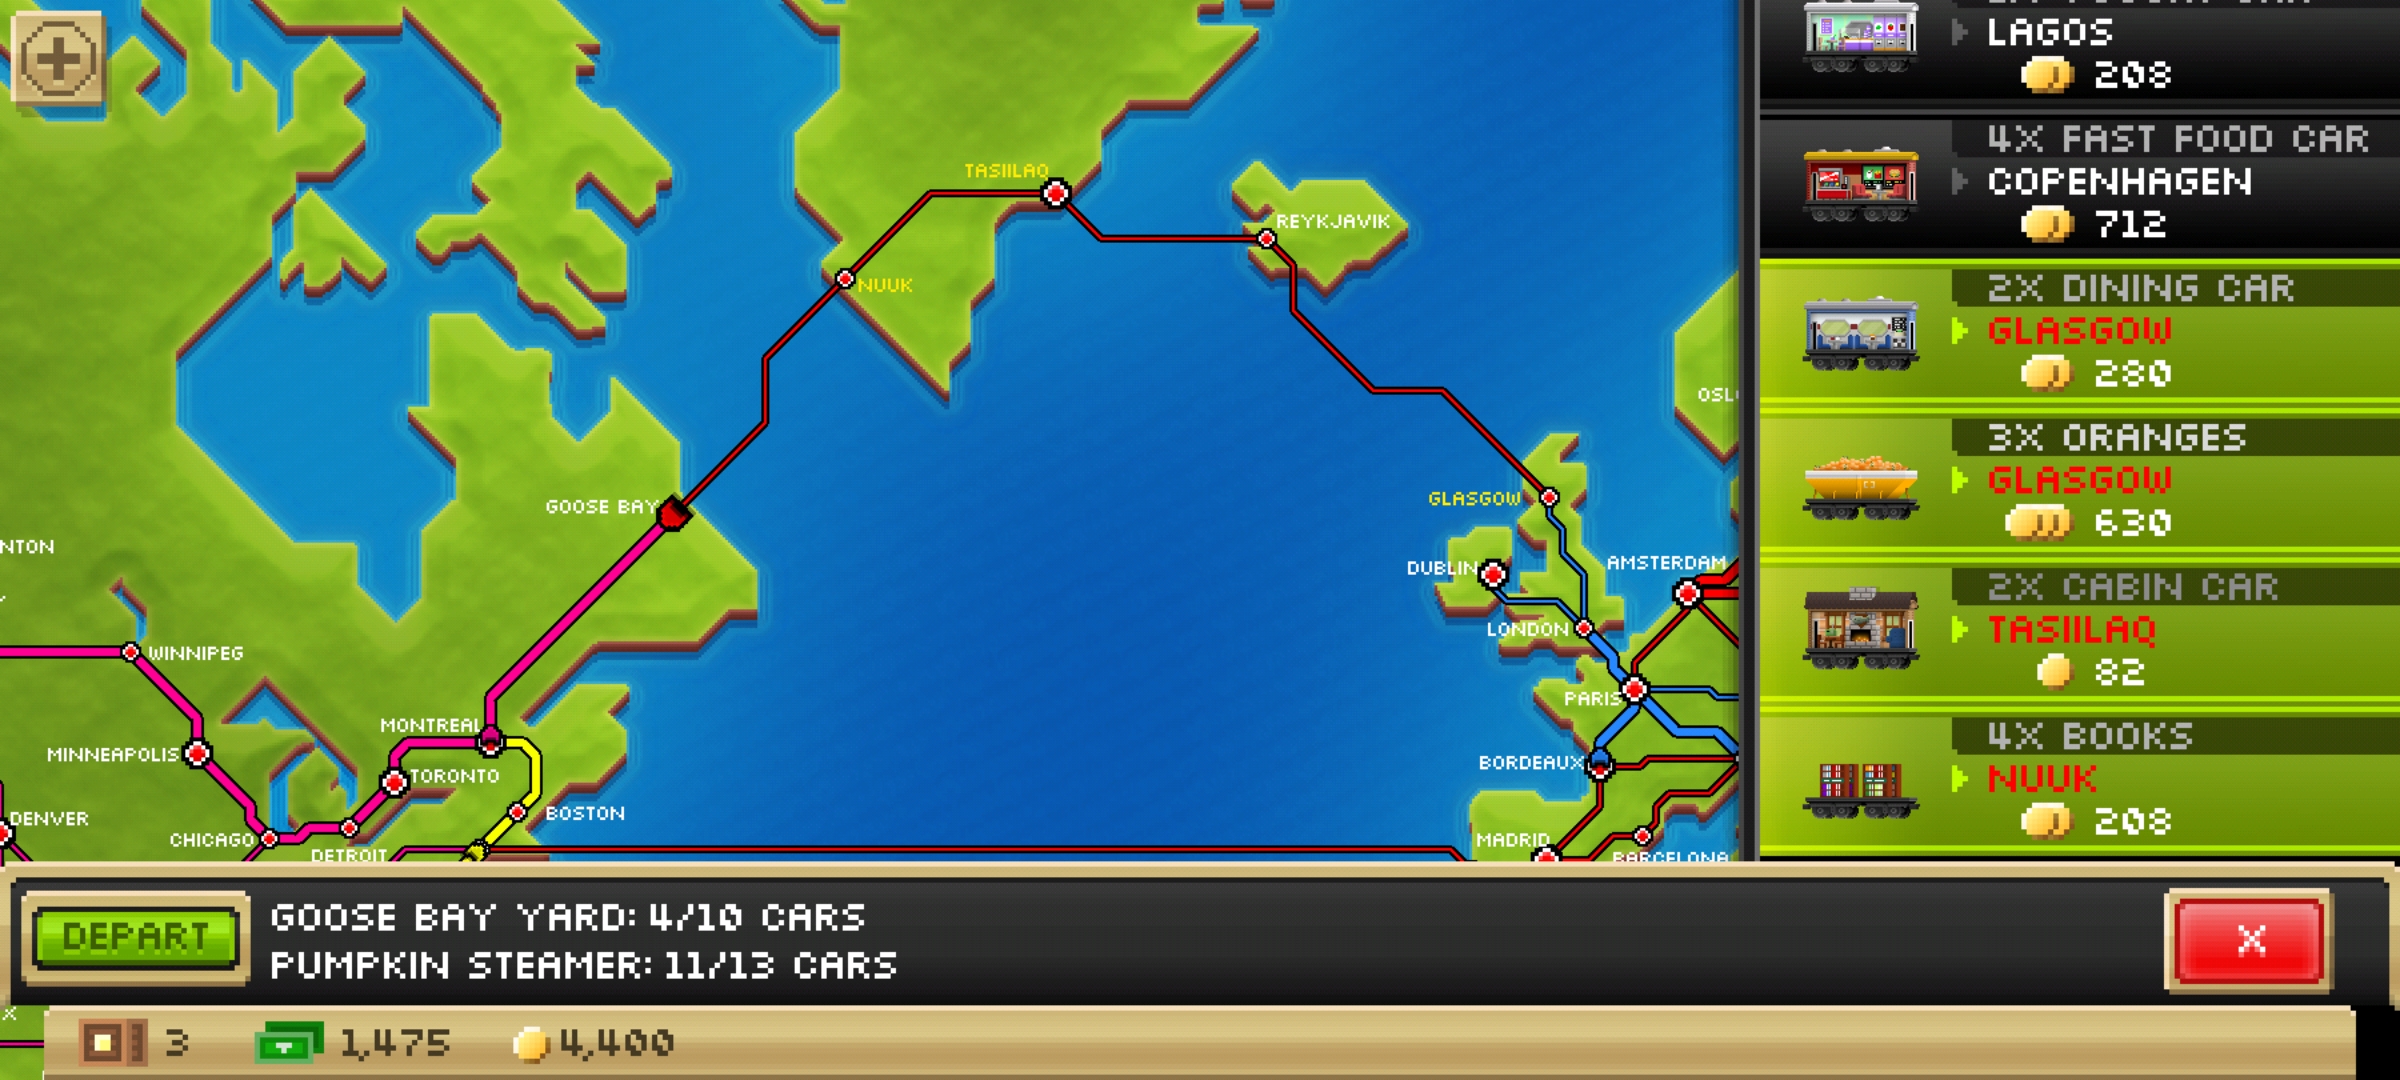 TASIILAQ
REYKJAVIK
NUUK
OSL
GLASGOW
GOOSE BAY
NTON
DUBLIN
AMSTERDAM
LONDON
WINNIPEG
PARIS
MONTREAL
MINNEAPOLIS
TORONTO
BORDEAUX
BOSTON
DENVER
CHICAGO
MADRID
DETROIT
BARCELONA
LAGOS
208
4X FAST FOOD CAR
COPENHAGEN
712
2X DINING CAR
GLASGOW
280
3X ORANGES
GLASGOW
630
2X CABIN CAR
TASIILAQ
82
4X BOOKS
NUUK
208
DEPART
GOOSE BAY YARD: 4/10 CARS
PUMPKIN STEAMER: 11/13 CARS
X
X
3
1,475
4,400